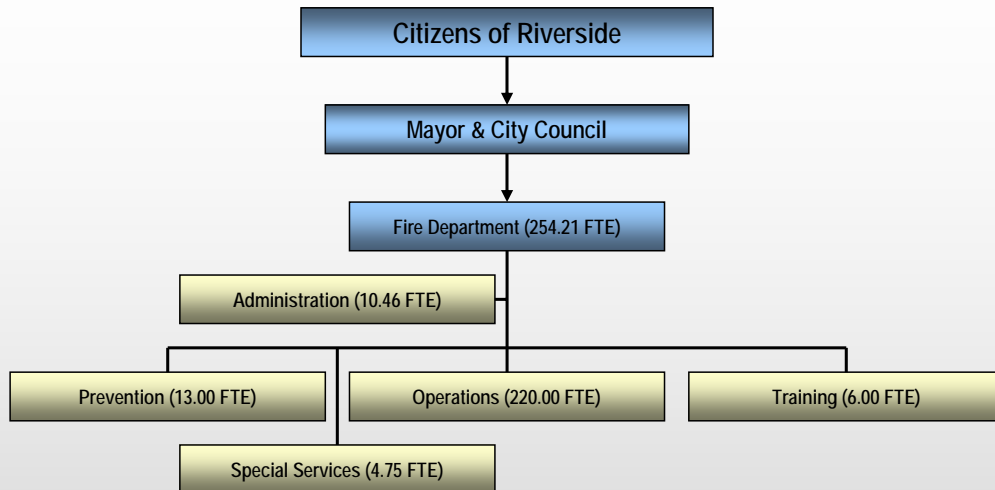 Citizens of Riverside
Mayor & City Council
Fire Department (254.21 FTE)
Administration (10.46 FTE)
Prevention (13.00 FTE)
Operations (220.00 FTE)
Training (6.00 FTE)
Special Services (4.75 FTE)